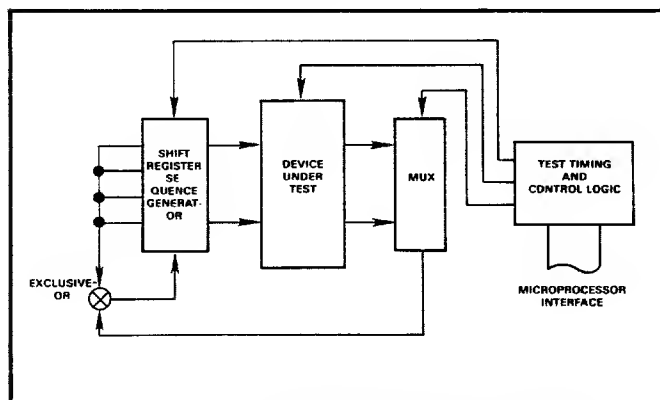 SHIFT
REGISTER
SE
QUENCE
GENERAT-
OR
DEVICE
UNDER
TEST
MUX
TEST TIMING
AND
CONTROL LOGIC
EXCLUSIVE-
OR
MICROPROCESSOR
INTERFACE